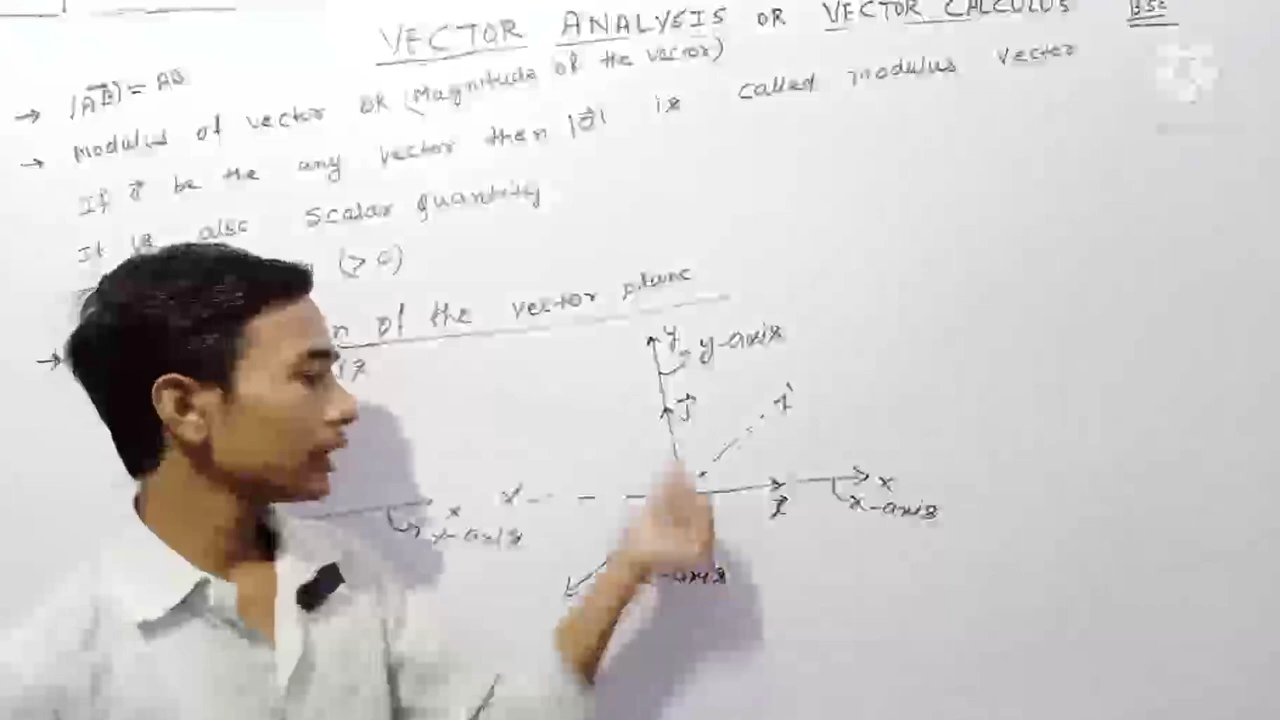 VECTOR ANALYSIS OR VECTOR CALCULUS BSC
→ |AB| = AB
→ Modulus of vector OR (Magnitude of the vector)
If be the any vector then is called modulus vector
It is also scalar quantity
n of the vector plane
y y-axis
j
x x-axis
x
x-axis